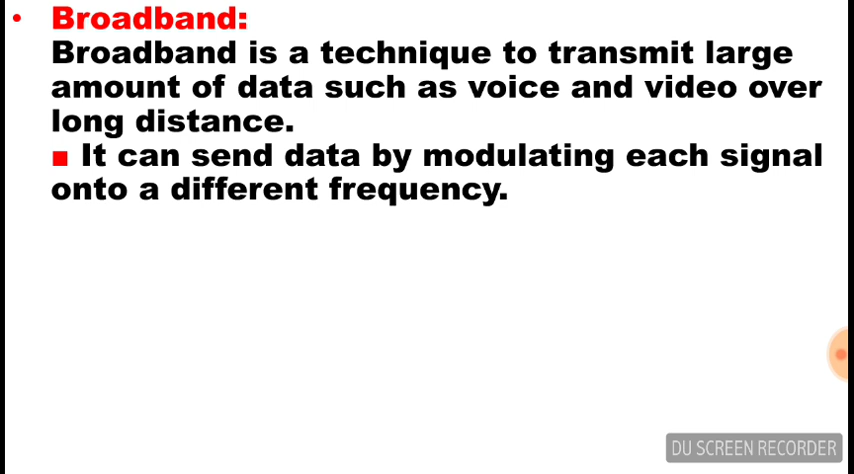 • Broadband:
Broadband is a technique to transmit large
amount of data such as voice and video over
long distance.
■ It can send data by modulating each signal
onto a different frequency.
DU SCREEN RECORDER